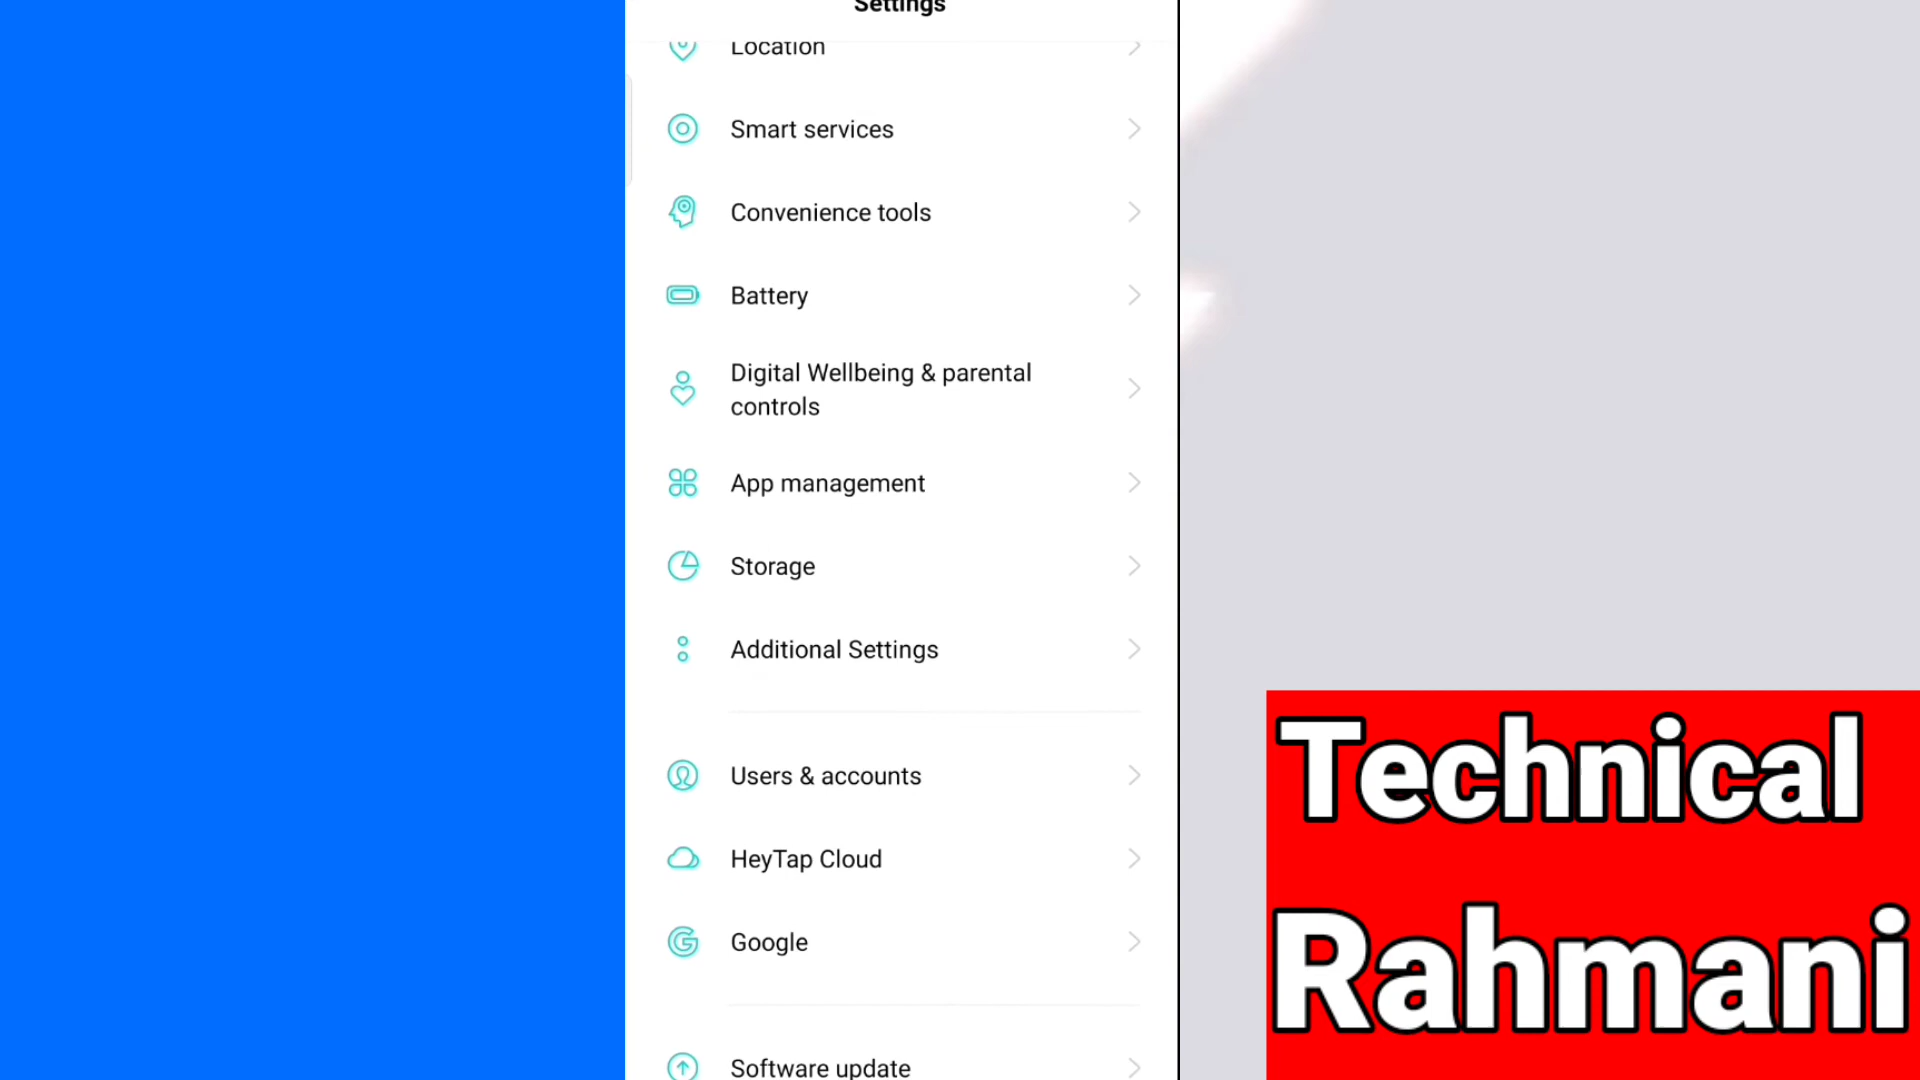 Settings
Location
Smart services
Convenience tools
Battery
Digital Wellbeing & parental
controls
App management
Storage
Additional Settings
Users & accounts
HeyTap Cloud
Google
Software update
Technical
Rahmani